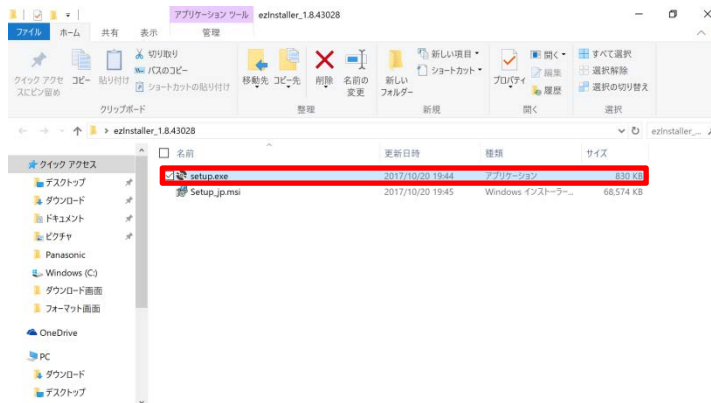 アプリケーション ツール ezInstaller_1.8.43028
ファイル ホーム 共有 表示 管理
クイック アクセスにピン留め
コピー
貼り付け
切り取り
パスのコピー
ショートカットの貼り付け
クリップボード
移動先
コピー先
削除
名前の変更
整理
新しいフォルダー
新しい項目
ショートカット
新規
プロパティ
開く
編集
履歴
開く
すべて選択
選択解除
選択の切り替え
選択
ezInstaller_1.8.43028
ezInstaller_...
名前 更新日時 種類 サイズ
setup.exe 2017/10/20 19:44 アプリケーション 830 KB
Setup_jp.msi 2017/10/20 19:45 Windows インストーラー... 68,574 KB
クイック アクセス
デスクトップ
ダウンロード
ドキュメント
ピクチャ
Panasonic
Windows (C:)
ダウンロード画面
フォーマット画面
OneDrive
PC
ダウンロード
デスクトップ